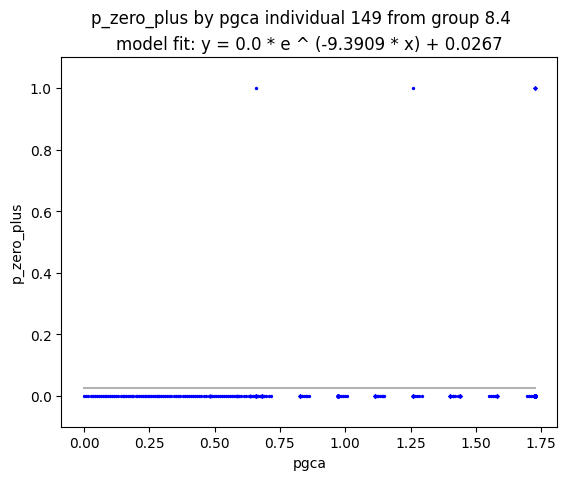 p_zero_plus by pgca individual 149 from group 8.4
model fit: y = 0.0 * e ^ (-9.3909 * x) + 0.0267
1.0
0.8
0.6
0.4
0.2
0.0
p_zero_plus
0.00 0.25 0.50 0.75 1.00 1.25 1.50 1.75
pgca